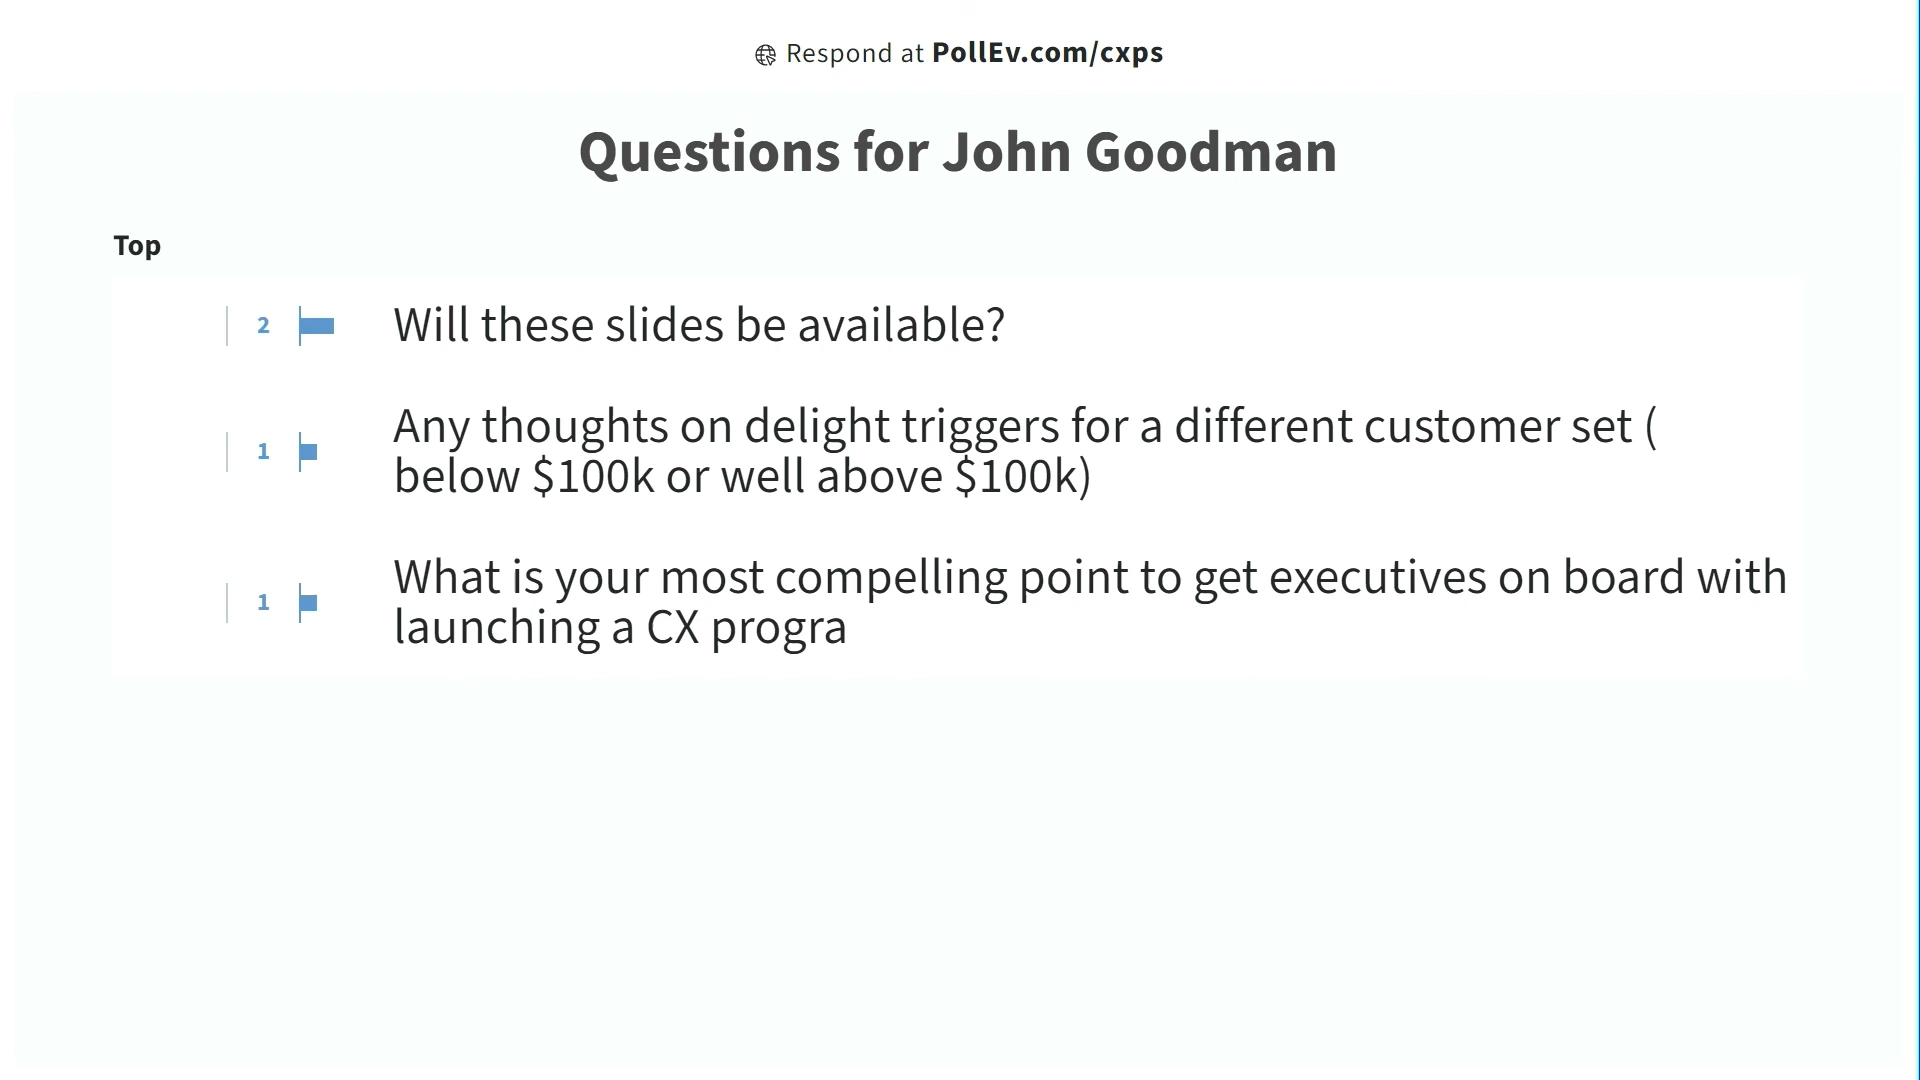 Respond at PollEv.com/cxps
Questions for John Goodman
Top
2 Will these slides be available?
1 Any thoughts on delight triggers for a different customer set (
below $100k or well above $100k)
1 What is your most compelling point to get executives on board with
launching a CX progra